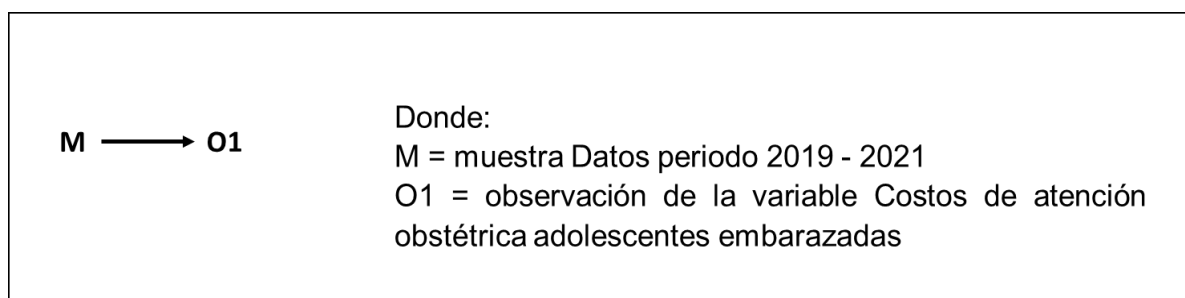 M O1
Donde:
M = muestra Datos periodo 2019 - 2021
O1 = observación de la variable Costos de atención
obstétrica adolescentes embarazadas